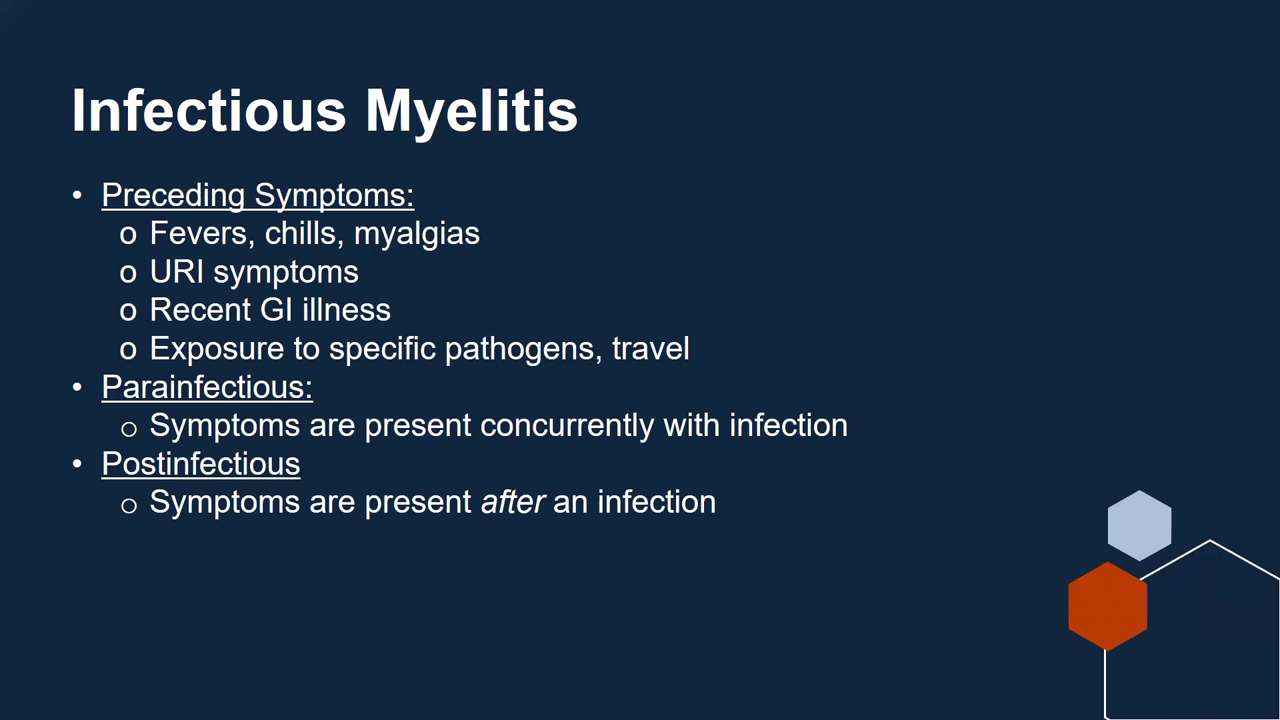 Infectious Myelitis
• Preceding Symptoms:
o Fevers, chills, myalgias
o URI symptoms
o Recent GI illness
o Exposure to specific pathogens, travel
• Parainfectious:
o Symptoms are present concurrently with infection
• Postinfectious
o Symptoms are present after an infection